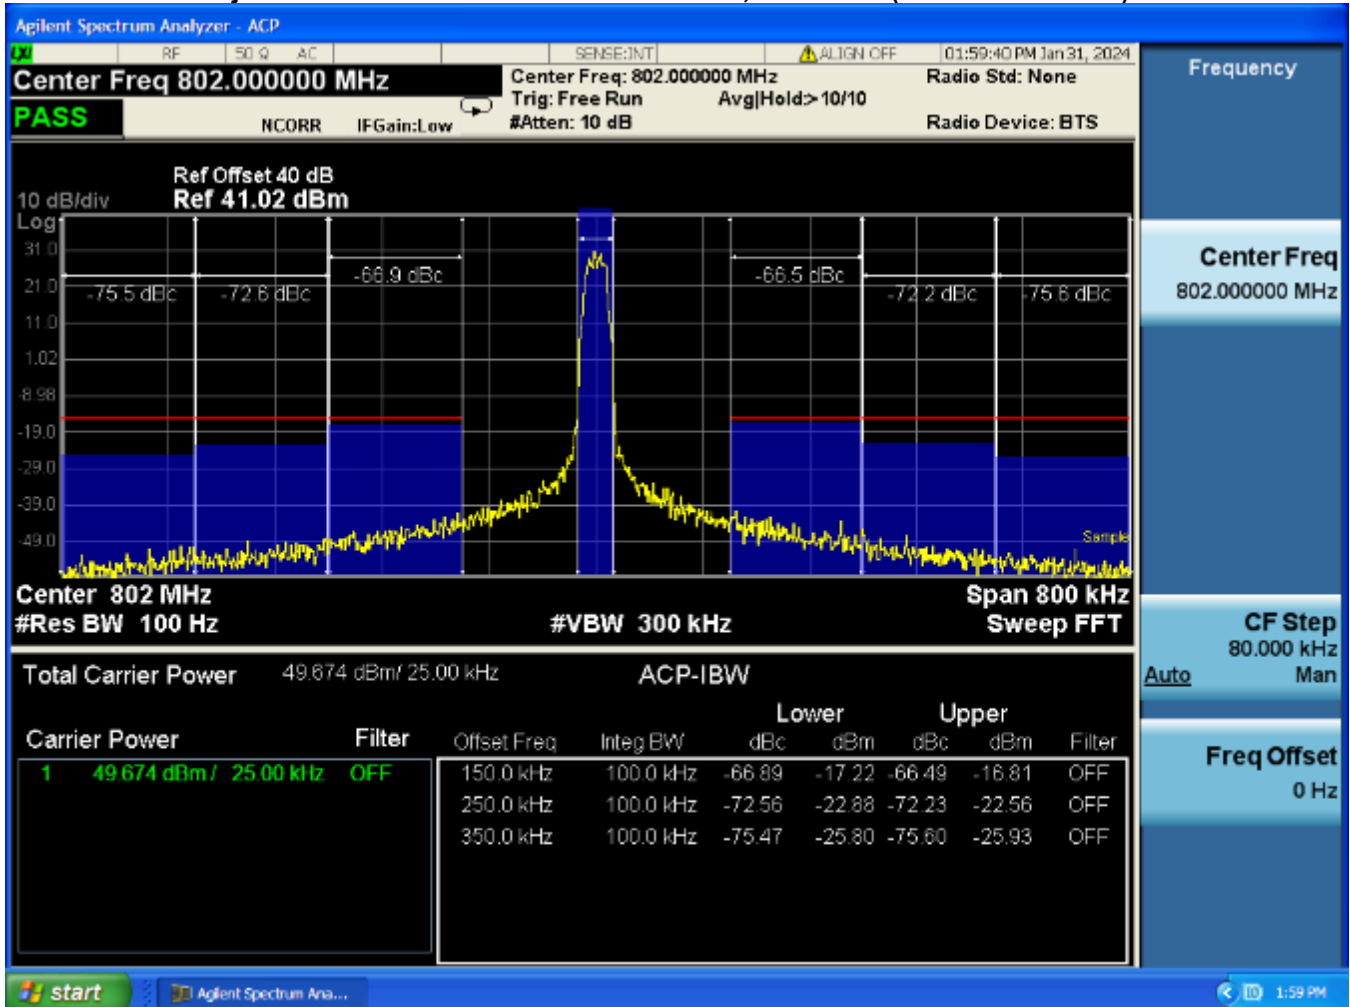 Agilent Spectrum Analyzer - ACP
LXI RF 50 Ω AC SENSE:INT ALIGN OFF 01:59:40 PM Jan 31, 2024
Center Freq 802.000000 MHz
Center Freq: 802.000000 MHz
Radio Std: None
Trig: Free Run
Avg|Hold:>10/10
PASS
NCORR
IFGain:Low
#Atten: 10 dB
Radio Device: BTS
Ref Offset 40 dB
10 dB/div
Ref 41.02 dBm
Log
31.0
21.0
11.0
1.02
-8.98
-19.0
-29.0
-39.0
-49.0
-75.5 dBc
-72.6 dBc
-66.9 dBc
-66.5 dBc
-72.2 dBc
-75.6 dBc
Sample
Center 802 MHz
Span 800 kHz
#Res BW 100 Hz
#VBW 300 kHz
Sweep FFT
Total Carrier Power 49.674 dBm/ 25.00 kHz
ACP-IBW
Lower Upper
Carrier Power Filter
Offset Freq Integ BW dBc dBm dBc dBm Filter
1 49.674 dBm / 25.00 kHz OFF
150.0 kHz 100.0 kHz -66.89 -17.22 -66.49 -16.81 OFF
250.0 kHz 100.0 kHz -72.56 -22.88 -72.23 -22.56 OFF
350.0 kHz 100.0 kHz -75.47 -25.80 -75.60 -25.93 OFF
Frequency
Center Freq
802.000000 MHz
CF Step
80.000 kHz
Auto Man
Freq Offset
0 Hz
start
Agilent Spectrum Ana...
1:59 PM